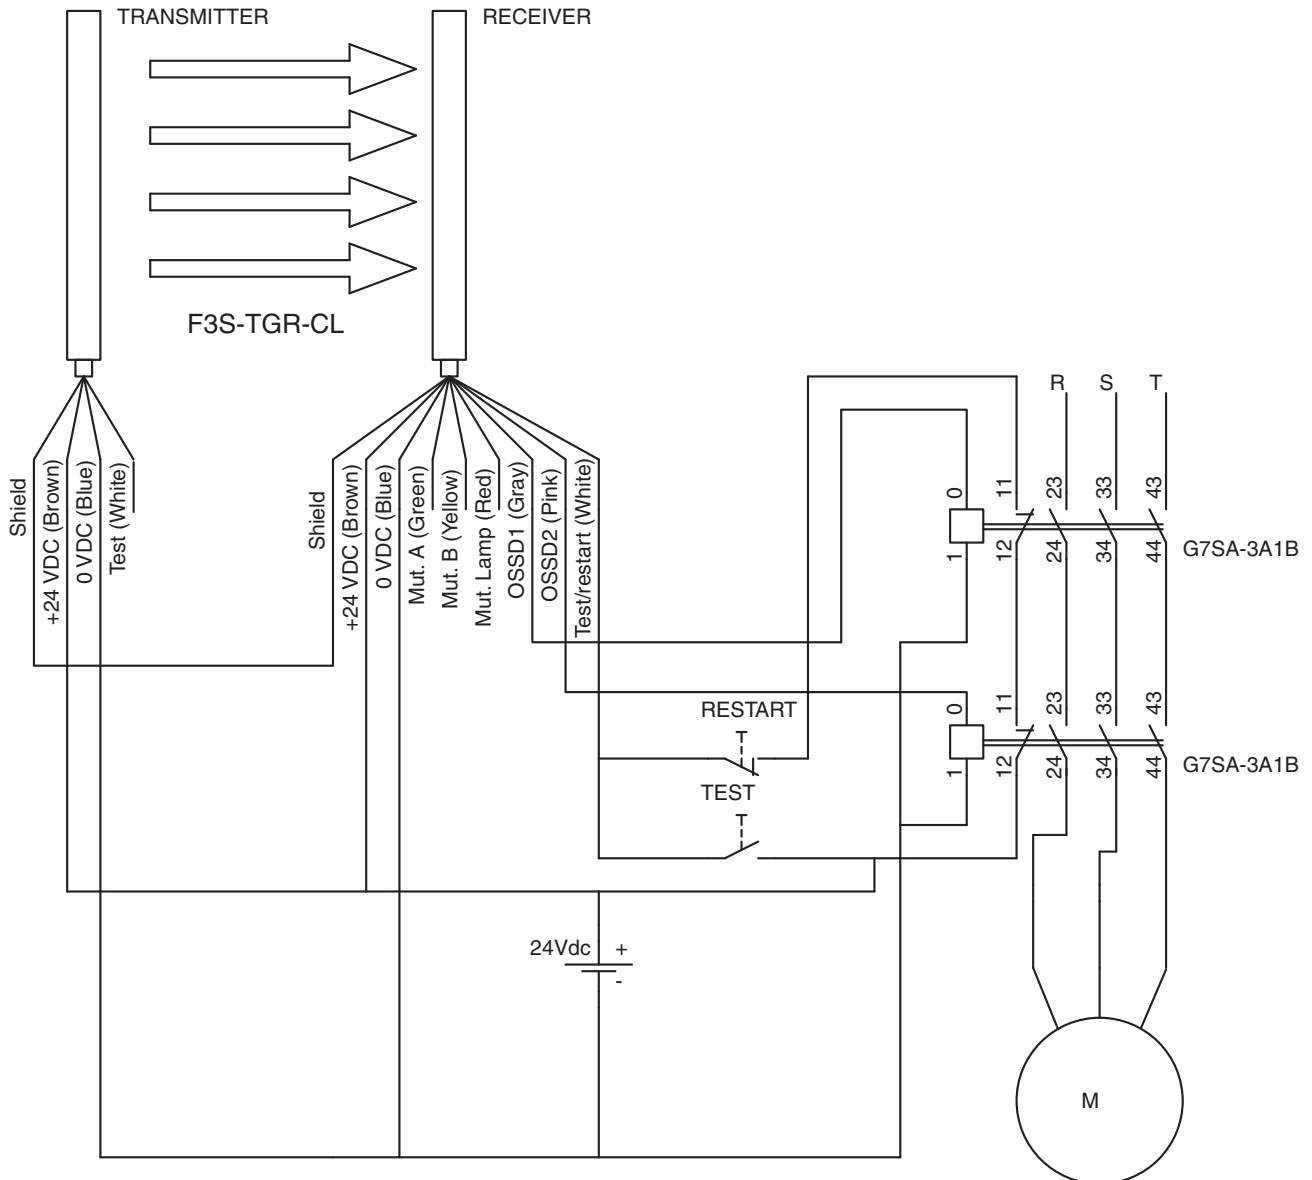 TRANSMITTER
RECEIVER
F3S-TGR-CL
Shield
+24 VDC (Brown)
0 VDC (Blue)
Test (White)
Shield
+24 VDC (Brown)
0 VDC (Blue)
Mut. A (Green)
Mut. B (Yellow)
Mut. Lamp (Red)
OSSD1 (Gray)
OSSD2 (Pink)
Test/restart (White)
R S T
0 11 23 33 43
1 12 24 34 44
G7SA-3A1B
0 11 23 33 43
1 12 24 34 44
G7SA-3A1B
RESTART
TEST
24Vdc +
-
M